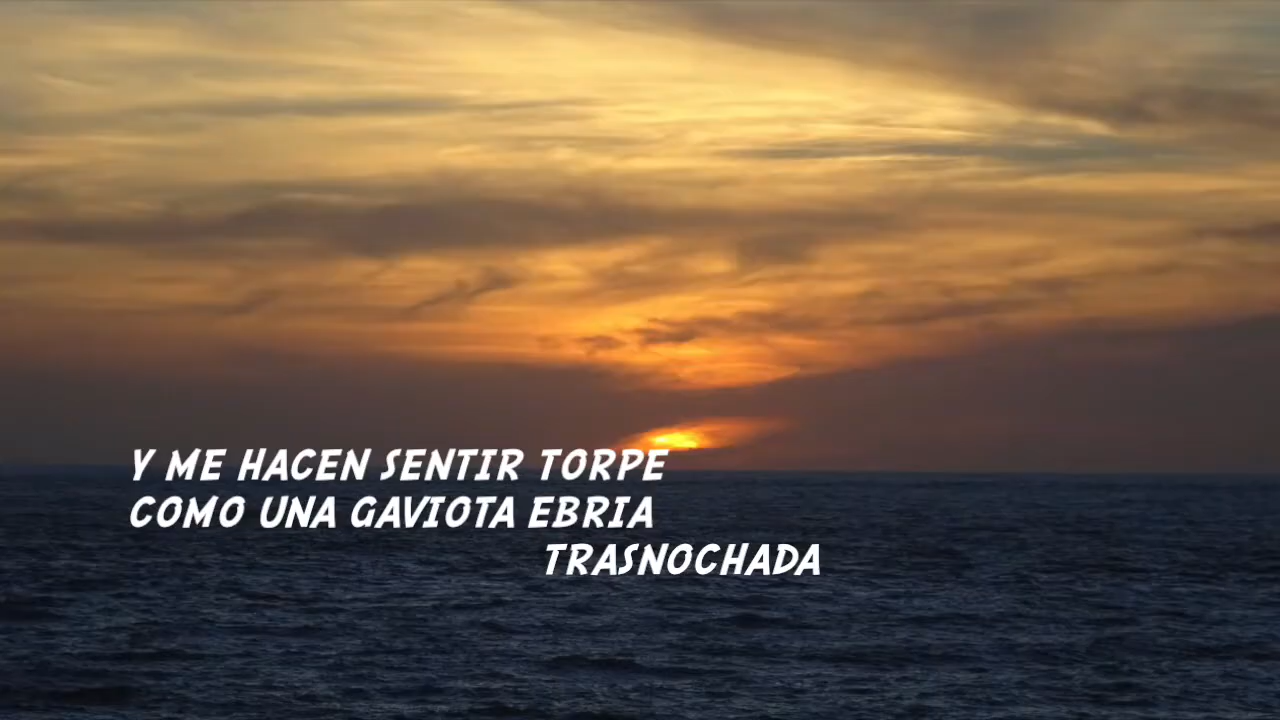 Y ME HACEN SENTIR TORPE
COMO UNA GAVIOTA EBRIA
TRASNOCHADA